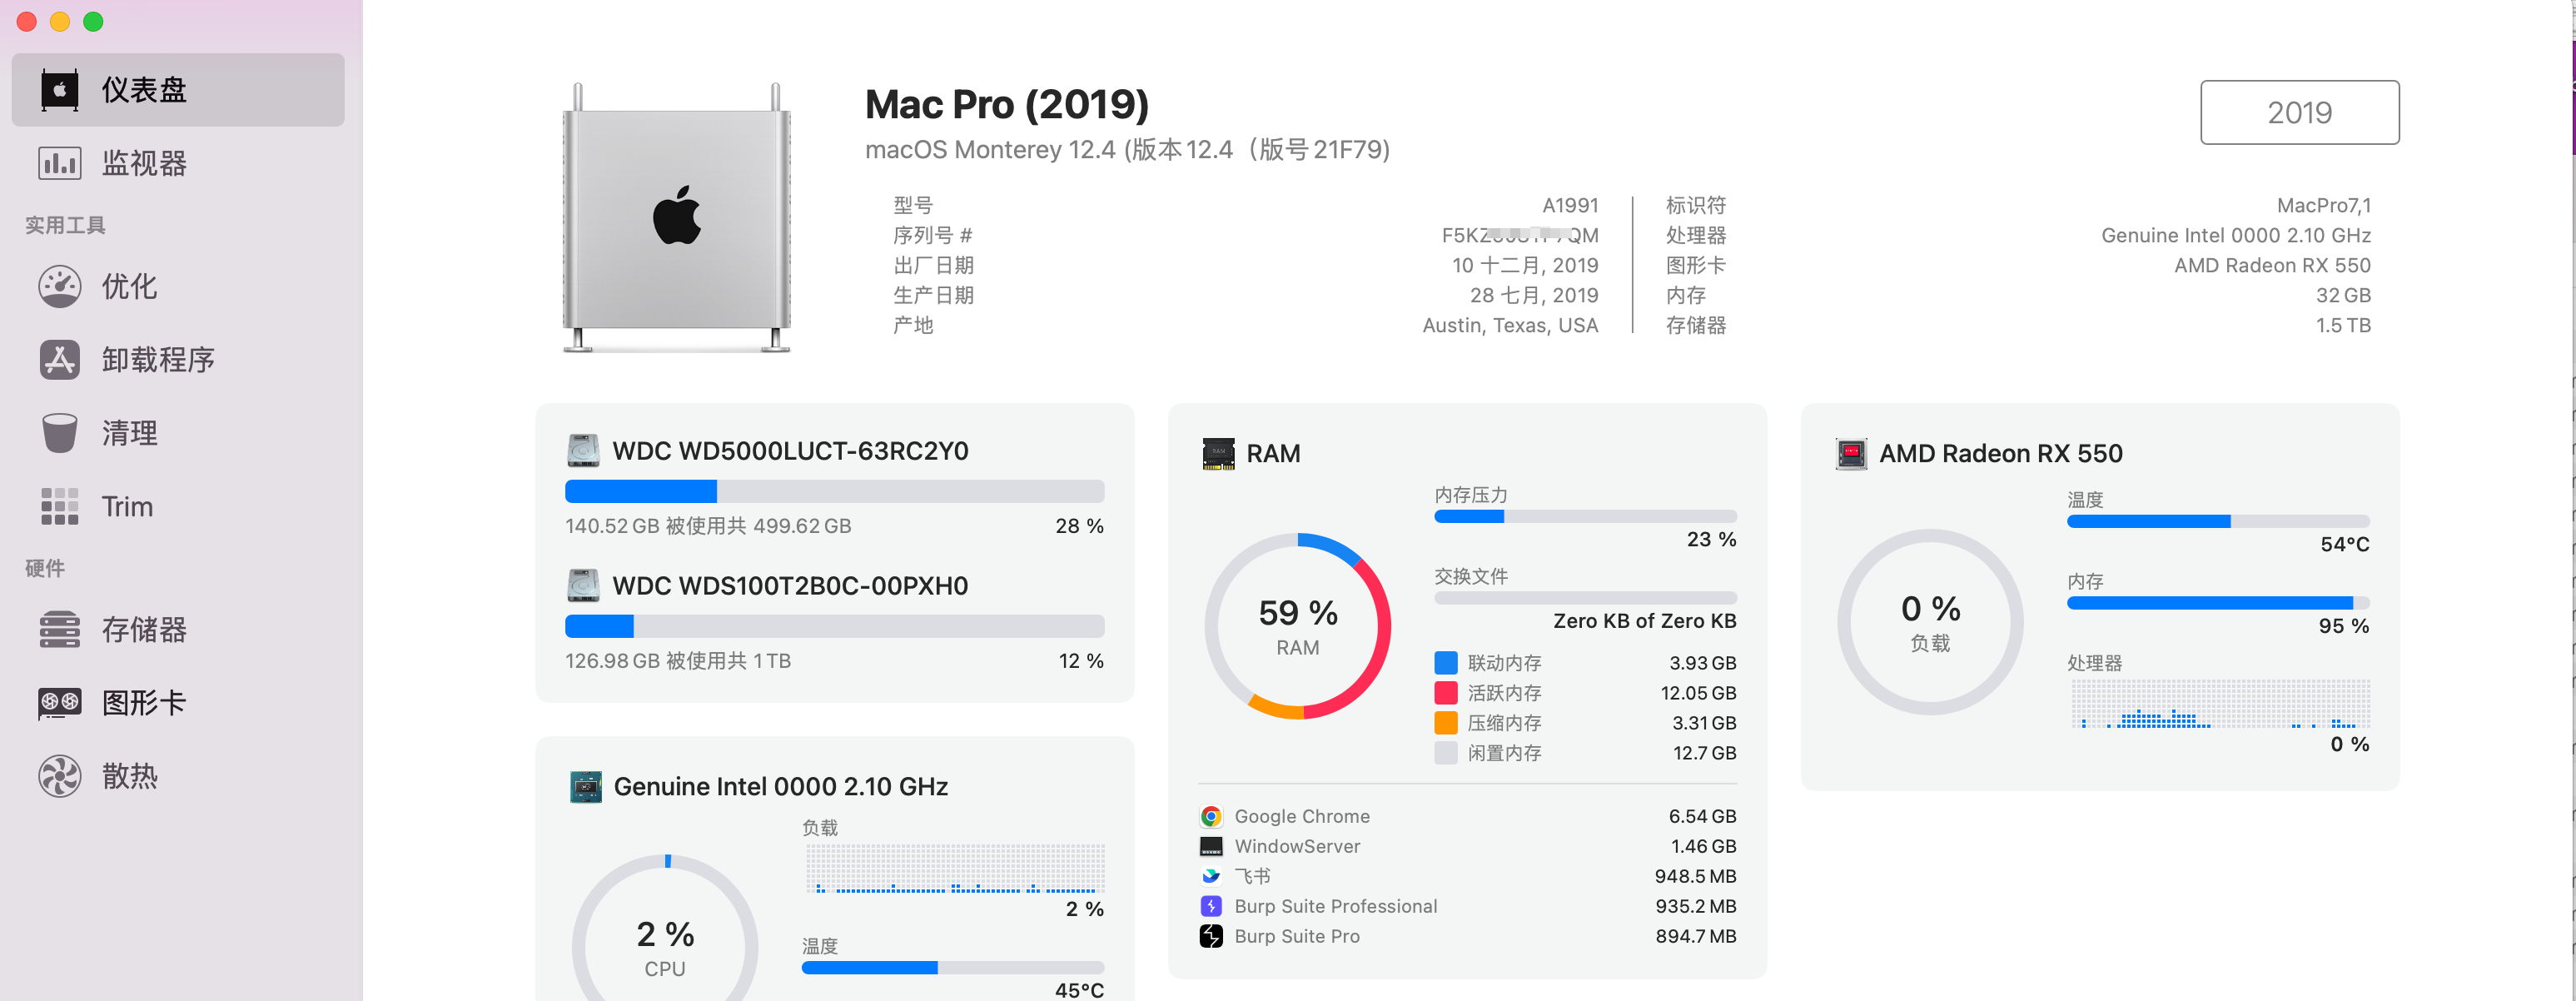 仪表盘
监视器
实用工具
优化
卸载程序
清理
Trim
硬件
存储器
图形卡
散热
Mac Pro (2019)
macOS Monterey 12.4 (版本 12.4（版号 21F79)
2019
型号 A1991
序列号 # F5KZ QM
出厂日期 10 十二月, 2019
生产日期 28 七月, 2019
产地 Austin, Texas, USA
标识符 MacPro7,1
处理器 Genuine Intel 0000 2.10 GHz
图形卡 AMD Radeon RX 550
内存 32 GB
存储器 1.5 TB
WDC WD5000LUCT-63RC2Y0
140.52 GB 被使用共 499.62 GB 28 %
WDC WDS100T2B0C-00PXH0
126.98 GB 被使用共 1 TB 12 %
Genuine Intel 0000 2.10 GHz
负载
2 %
2 %
CPU
温度
45°C
RAM
内存压力
23 %
交换文件
Zero KB of Zero KB
59 %
RAM
联动内存 3.93 GB
活跃内存 12.05 GB
压缩内存 3.31 GB
闲置内存 12.7 GB
Google Chrome 6.54 GB
WindowServer 1.46 GB
飞书 948.5 MB
Burp Suite Professional 935.2 MB
Burp Suite Pro 894.7 MB
AMD Radeon RX 550
温度
54°C
0 %
负载
内存
95 %
处理器
0 %